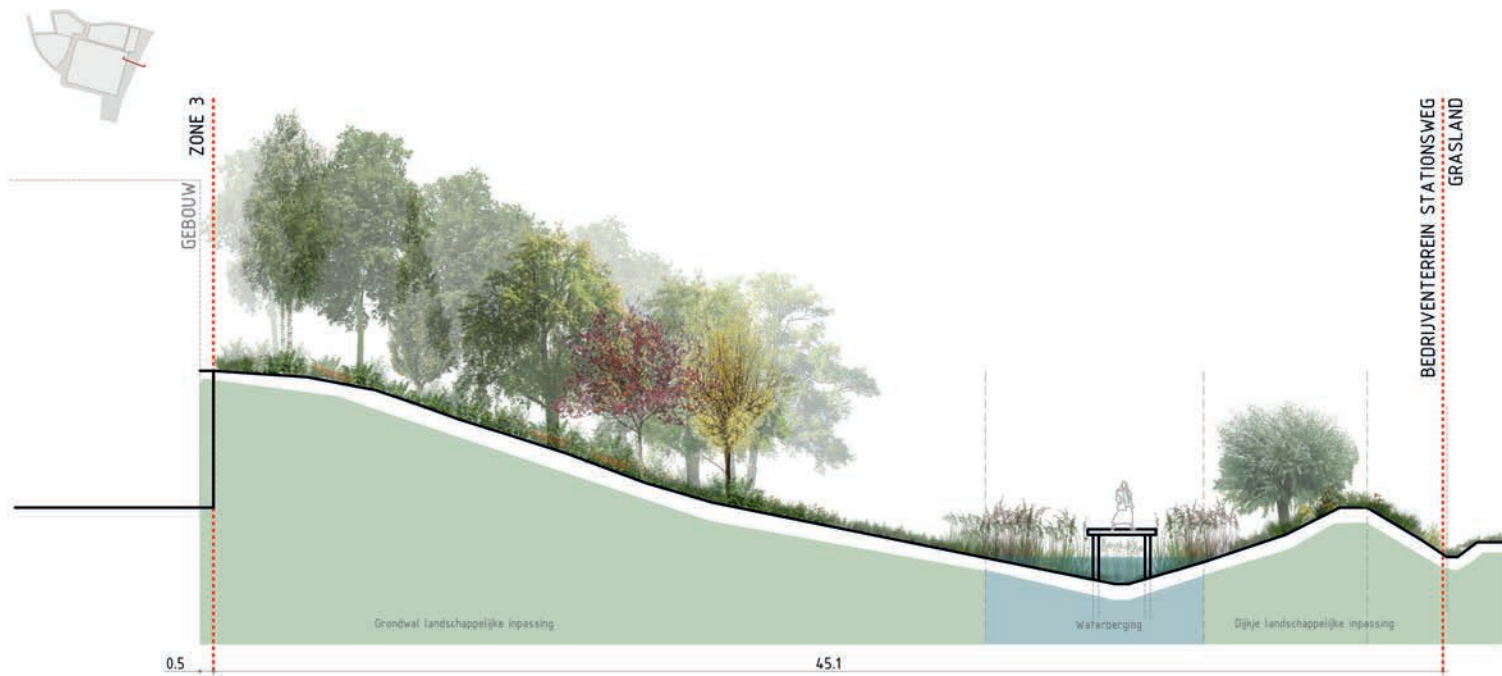 ZONE 3
GEBOUW
BEDRIJVENTERREIN STATIONSWEG
GRASLAND
Grondwal landschappelijke inpassing
Waterberging
Dijkje landschappelijke inpassing
0.5
45.1